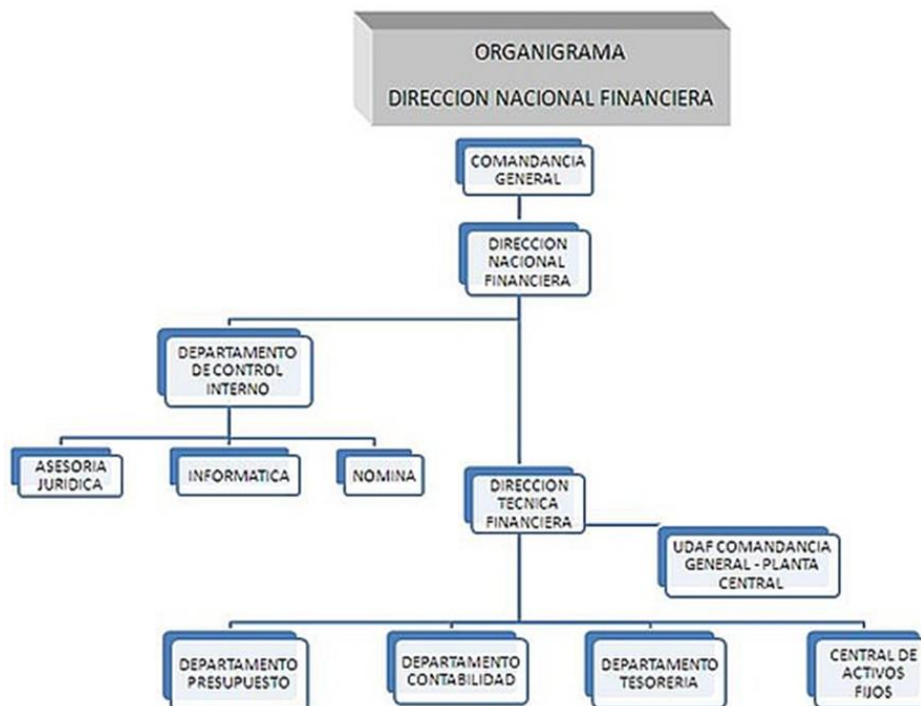 ORGANIGRAMA
DIRECCION NACIONAL FINANCIERA
COMANDANCIA
GENERAL
DIRECCION
NACIONAL
FINANCIERA
DEPARTAMENTO
DE CONTROL
INTERNO
ASESORIA
JURIDICA
INFORMATICA
NOMINA
DIRECCION
TECNICA
FINANCIERA
UDAF COMANDANCIA
GENERAL - PLANTA
CENTRAL
DEPARTAMENTO
PRESUPUESTO
DEPARTAMENTO
CONTABILIDAD
DEPARTAMENTO
TESORERIA
CENTRAL DE
ACTIVOS
FIJOS